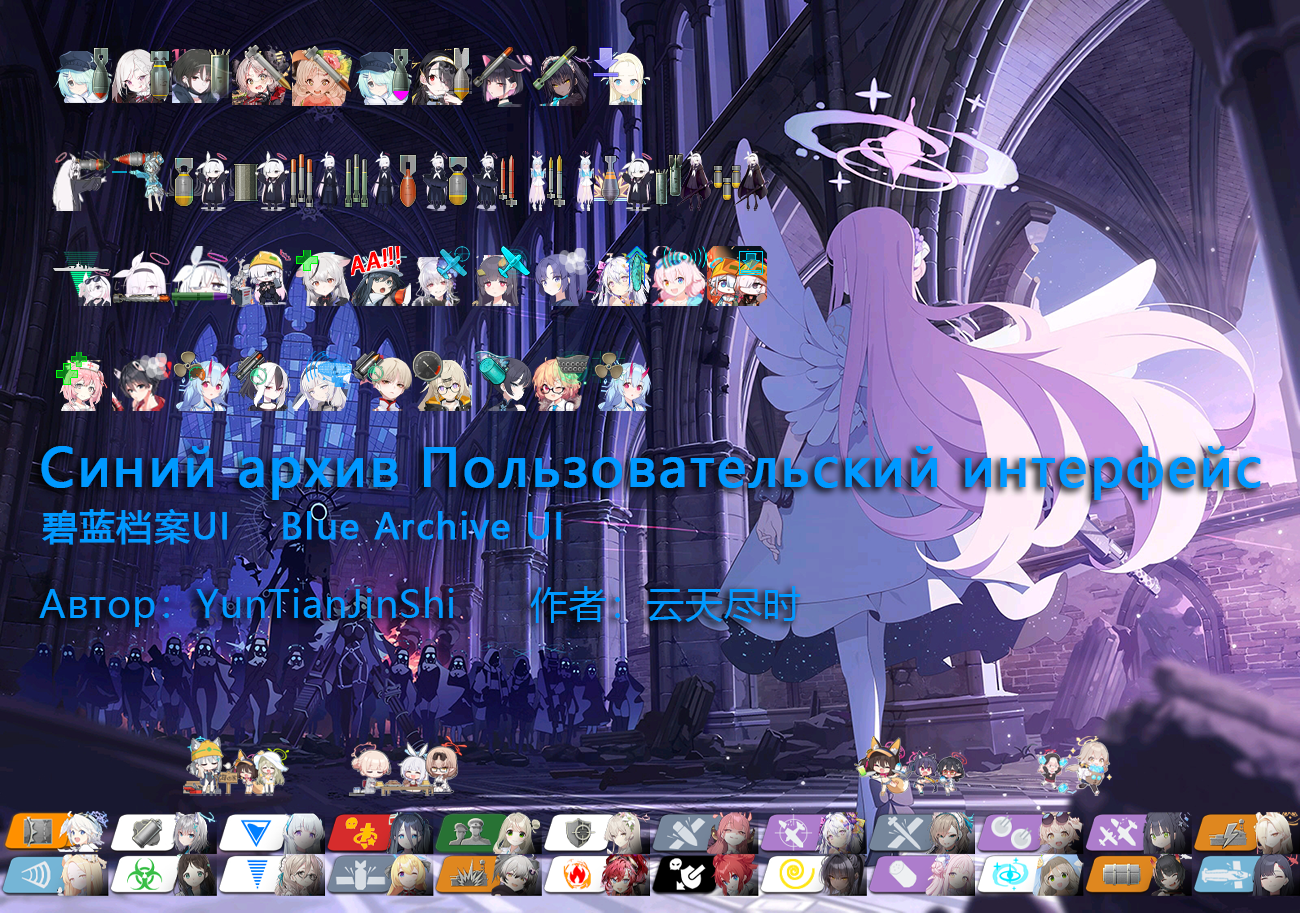 AA!!!
Синий архив Пользовательский интерфейс
碧蓝档案UI Blue Archive UI
Автор：YunTianJinShi 作者：云天尽时